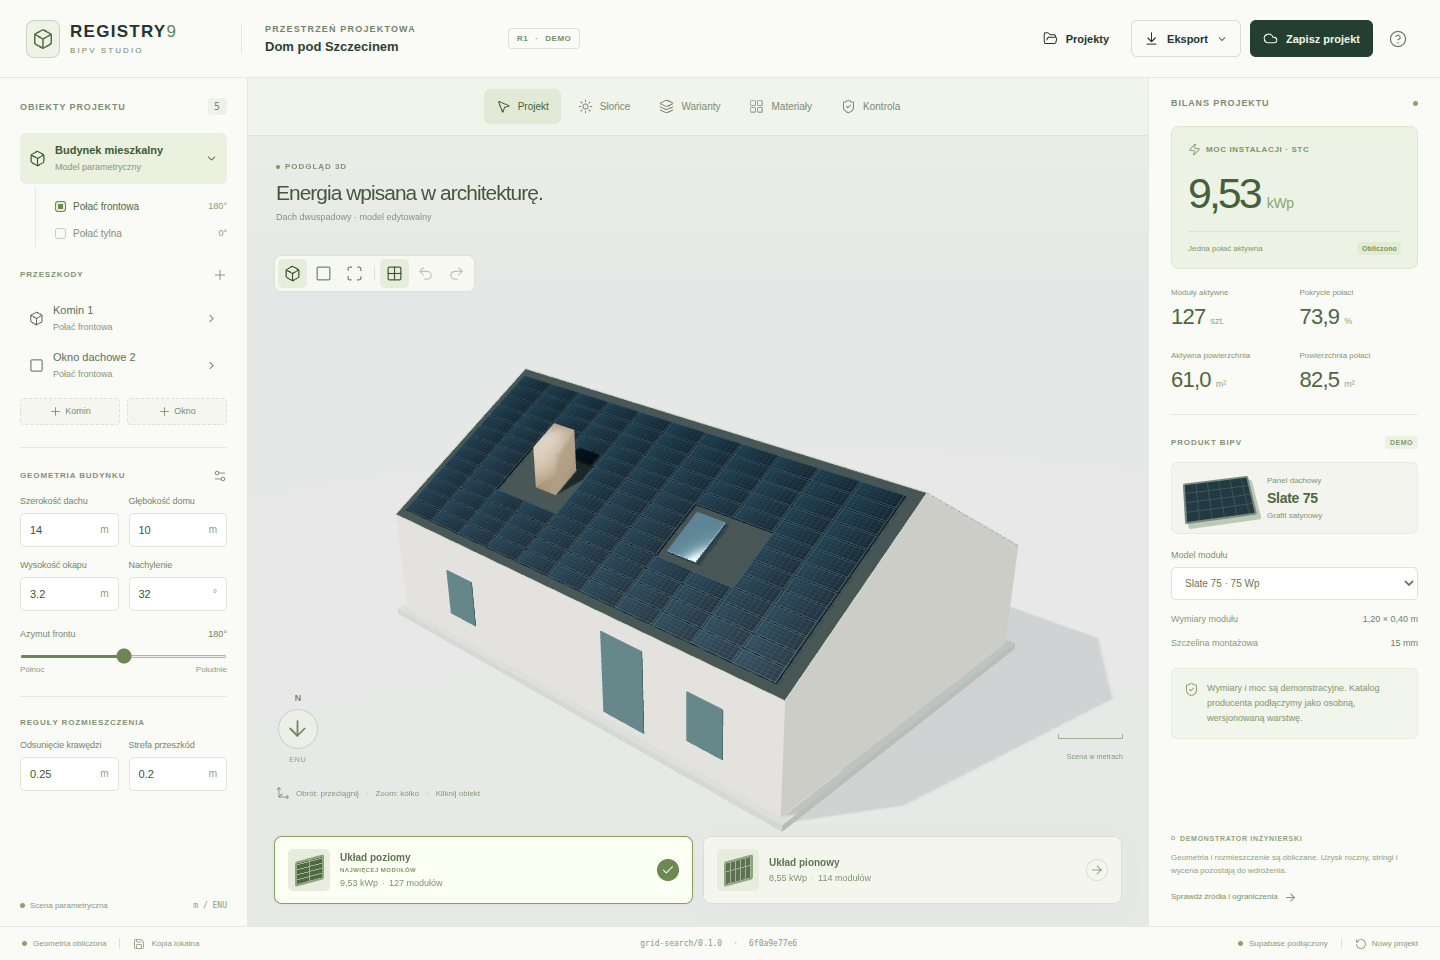 REGISTRY9
BIPV STUDIO
PRZESTRZEŃ PROJEKTOWA
Dom pod Szczecinem
R1 · DEMO
Projekty
Eksport
Zapisz projekt
OBIEKTY PROJEKTU
5
Budynek mieszkalny
Model parametryczny
Połać frontowa
180°
Połać tylna
0°
PRZESZKODY
Komin 1
Połać frontowa
Okno dachowe 2
Połać frontowa
Komin
Okno
GEOMETRIA BUDYNKU
Szerokość dachu
Głębokość domu
14 m
10 m
Wysokość okapu
Nachylenie
3.2 m
32 °
Azymut frontu
180°
Północ
Południe
REGUŁY ROZMIESZCZENIA
Odsunięcie krawędzi
Strefa przeszkód
0.25 m
0.2 m
Scena parametryczna
m / ENU
Projekt
Słońce
Warianty
Materiały
Kontrola
PODGLĄD 3D
Energia wpisana w architekturę.
Dach dwuspadowy · model edytowalny
N
ENU
Obrót: przeciągnij · Zoom: kółko · Kliknij obiekt
Scena w metrach
Układ poziomy
NAJWIĘCEJ MODUŁÓW
9,53 kWp · 127 modułów
Układ pionowy
8,55 kWp · 114 modułów
BILANS PROJEKTU
MOC INSTALACJI · STC
9,53 kWp
Jedna połać aktywna
Obliczono
Moduły aktywne
Pokrycie połaci
127 szt.
73,9 %
Aktywna powierzchnia
Powierzchnia połaci
61,0 m²
82,5 m²
PRODUKT BIPV
DEMO
Panel dachowy
Slate 75
Grafit satynowy
Model modułu
Slate 75 · 75 Wp
Wymiary modułu
1,20 × 0,40 m
Szczelina montażowa
15 mm
Wymiary i moc są demonstracyjne. Katalog
producenta podłączymy jako osobną,
wersjonowaną warstwę.
DEMONSTRATOR INŻYNIERSKI
Geometria i rozmieszczenie są obliczane. Uzysk roczny, stringi i
wycena pozostają do wdrożenia.
Sprawdź źródła i ograniczenia
Geometria obliczona
Kopia lokalna
grid-search/0.1.0 · 6f0a9e77e6
Supabase podłączony
Nowy projekt